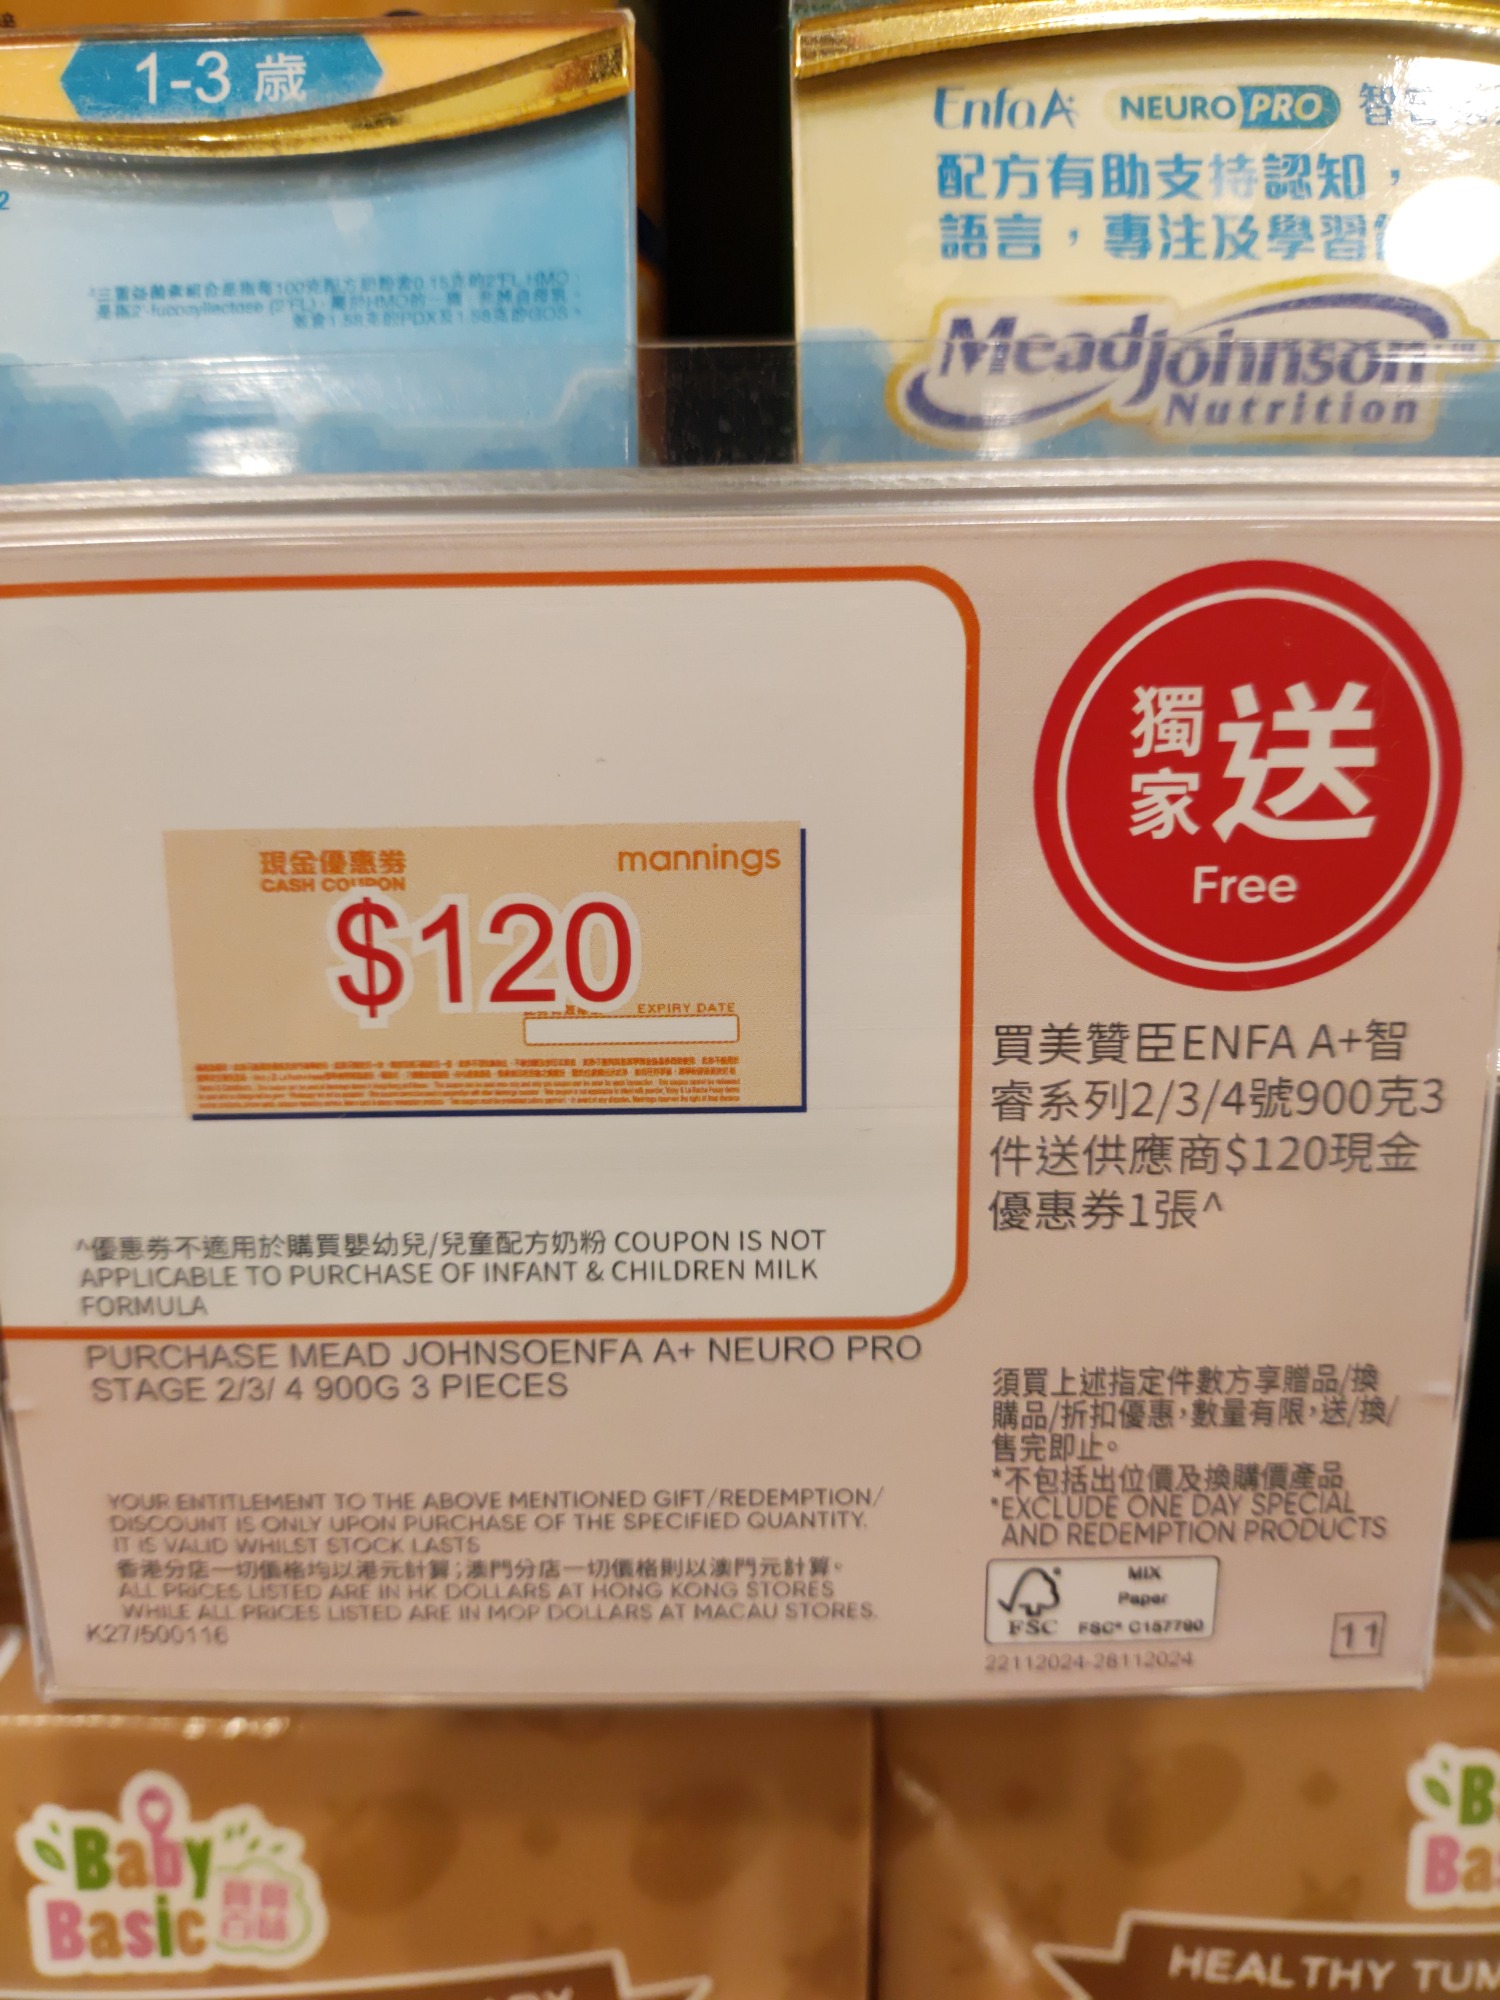 1-3 歲
2
EnfaA+ NEUROPRO 智
配方有助支持認知，
語言，專注及學習
MeadJohnson
Nutrition
獨家送
Free
現金優惠券
CASH COUPON
mannings
$120
EXPIRY DATE
買美贊臣ENFA A+智
睿系列2/3/4號900克3
件送供應商$120現金
優惠券1張^
^優惠券不適用於購買嬰幼兒/兒童配方奶粉 COUPON IS NOT
APPLICABLE TO PURCHASE OF INFANT & CHILDREN MILK
FORMULA
PURCHASE MEAD JOHNSOENFA A+ NEURO PRO
STAGE 2/3/ 4 900G 3 PIECES
須買上述指定件數方享贈品/換
購品/折扣優惠，數量有限，送/換/
售完即止。
*不包括出位價及換購價產品
*EXCLUDE ONE DAY SPECIAL
AND REDEMPTION PRODUCTS
YOUR ENTITLEMENT TO THE ABOVE MENTIONED GIFT/REDEMPTION/
DISCOUNT IS ONLY UPON PURCHASE OF THE SPECIFIED QUANTITY.
IT IS VALID WHILST STOCK LASTS
香港分店一切價格均以港元計算；澳門分店一切價格則以澳門元計算。
ALL PRICES LISTED ARE IN HK DOLLARS AT HONG KONG STORES
WHILE ALL PRICES LISTED ARE IN MOP DOLLARS AT MACAU STORES.
K27/500116
MIX
Paper
FSC
FSC® C157790
22112024-28112024
11
Baby
Basic
HEALTHY TUM